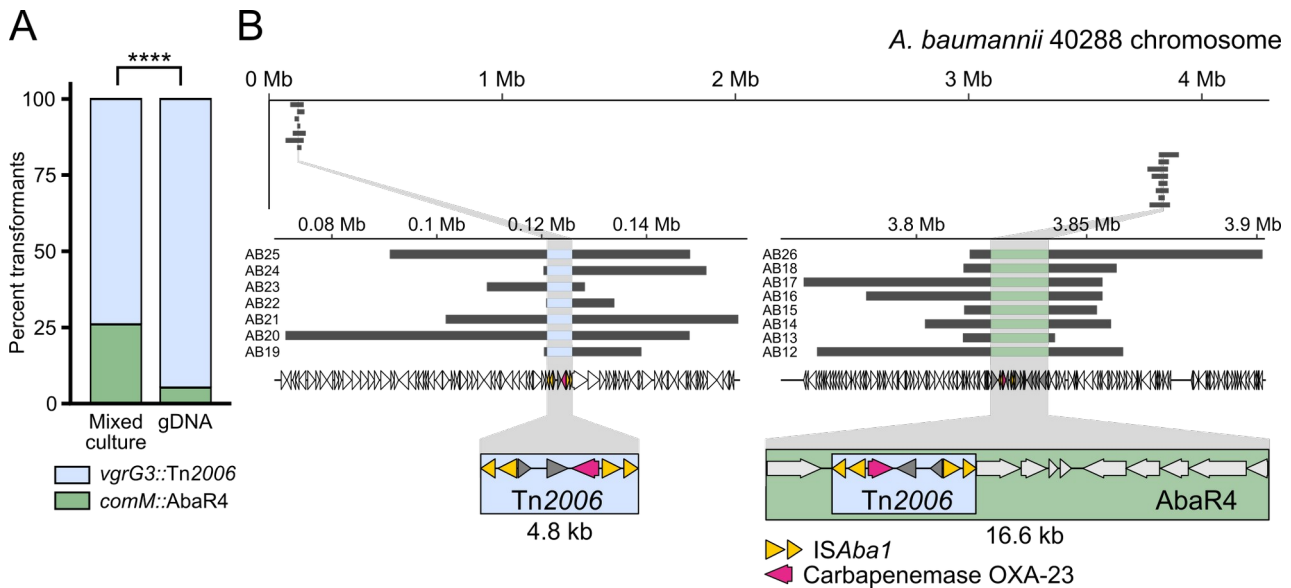 A
B
A. baumannii 40288 chromosome
0 Mb 1 Mb 2 Mb 3 Mb 4 Mb
****
100
75
50
25
0
Percent transformants
Mixed culture
gDNA
vgrG3::Tn2006
comM::AbaR4
0.08 Mb 0.1 Mb 0.12 Mb 0.14 Mb
AB25
AB24
AB23
AB22
AB21
AB20
AB19
3.8 Mb 3.85 Mb 3.9 Mb
AB26
AB18
AB17
AB16
AB15
AB14
AB13
AB12
Tn2006
4.8 kb
Tn2006
AbaR4
16.6 kb
ISAba1
Carbapenemase OXA-23